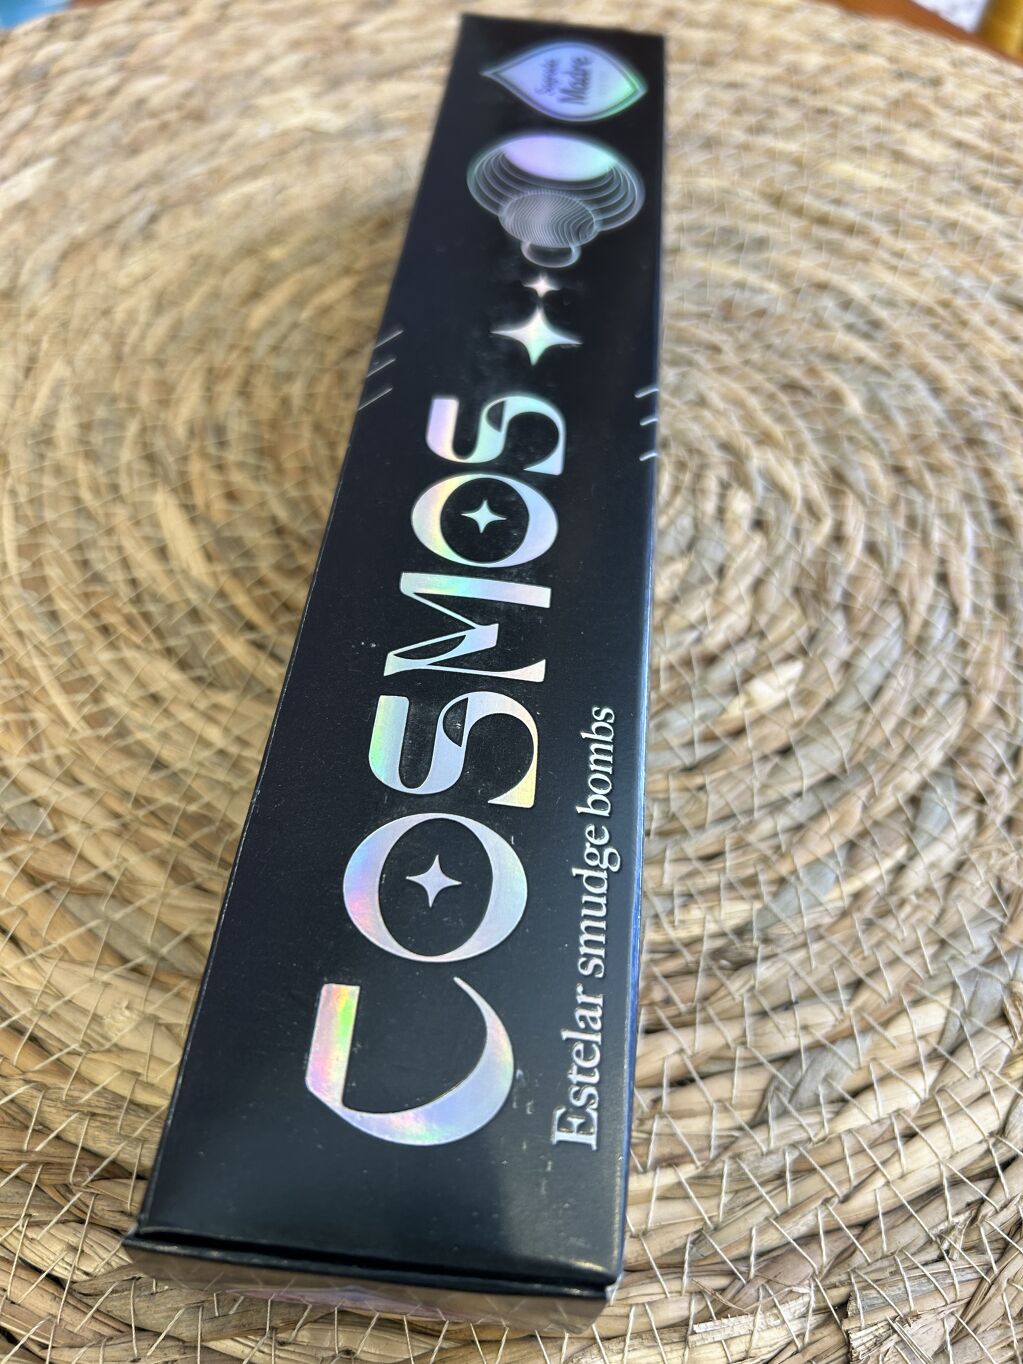 COSMOS
Estelar smudge bombs
Sagrada
Madre